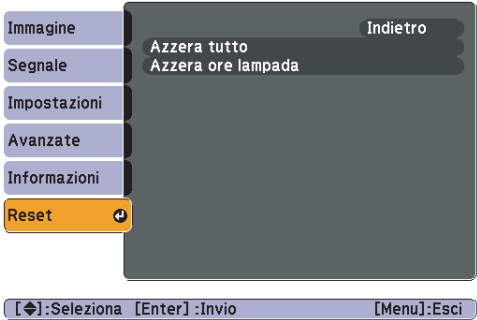 Immagine
Segnale
Impostazioni
Avanzate
Informazioni
Reset
Indietro
Azzera tutto
Azzera ore lampada
[◆]:Seleziona [Enter] :Invio [Menu]:Esci